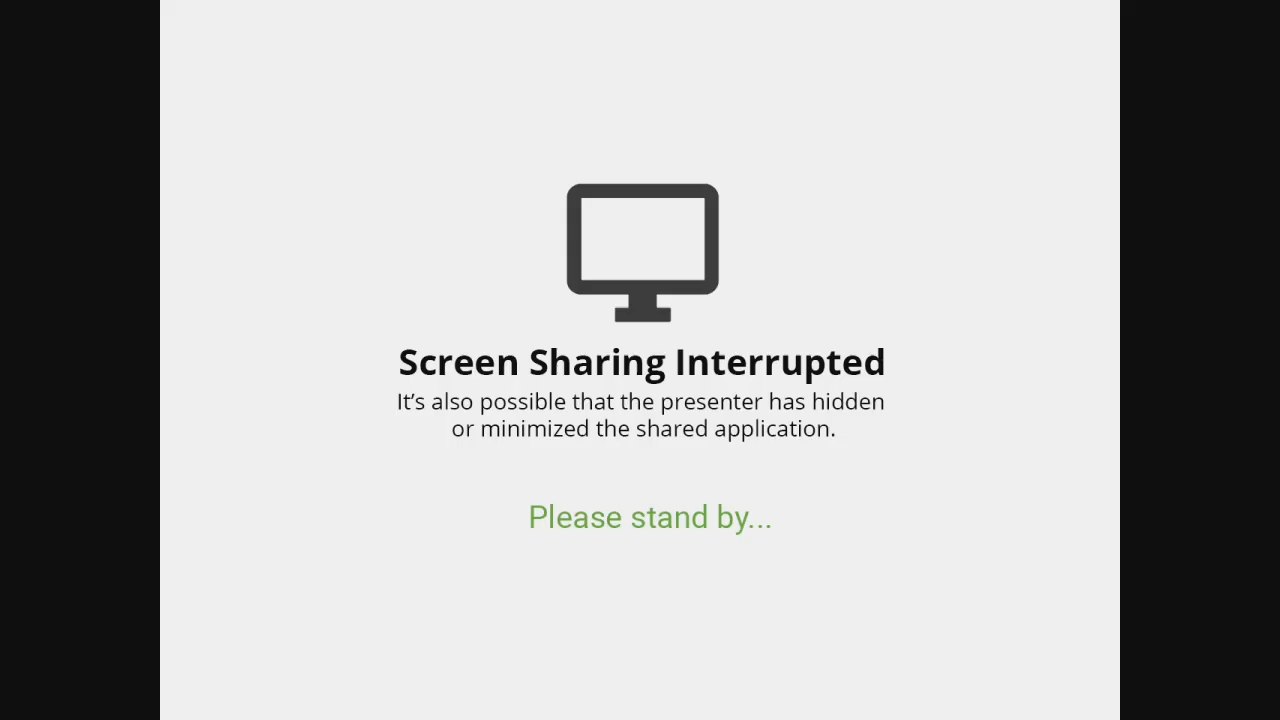 Screen Sharing Interrupted
It’s also possible that the presenter has hidden
or minimized the shared application.
Please stand by...